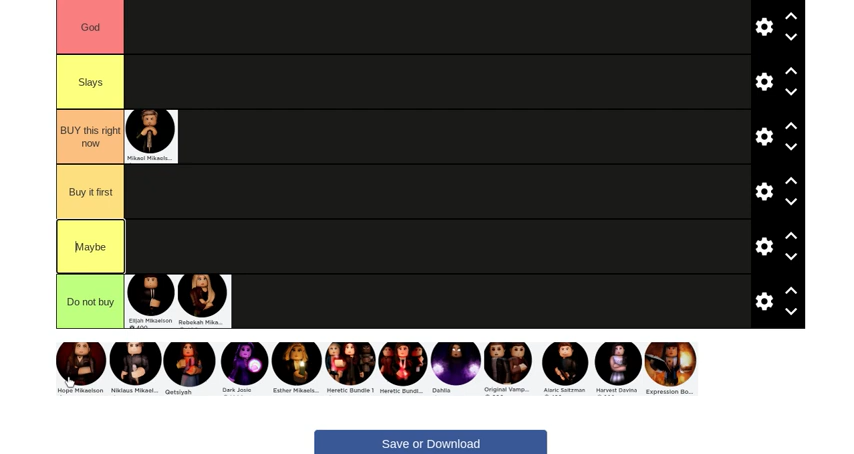 God
Slays
BUY this right
now
Mikael Mikaels...
Buy it first
Maybe
Do not buy
Elijah Mikaelson
Rebekah Mika...
400
Hope Mikaelson
Niklaus Mikael...
Qetsiyah
Dark Josie
Esther Mikaels...
Heretic Bundle 1
Heretic Bundl...
Dahlia
Original Vamp...
Alaric Saltzman
Harvest Davina
Expression Bo...
Save or Download